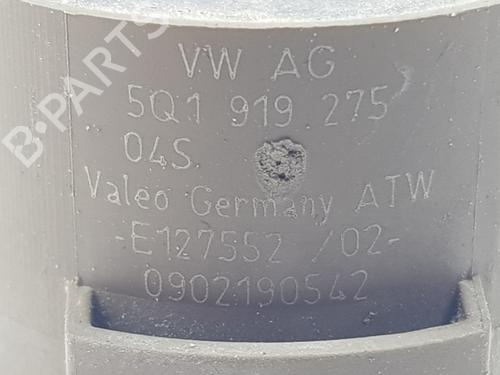 B-PARTS
VW AG
5Q1 919 275
04S
Valeo Germany ATW
-E127552 /02-
0902190542